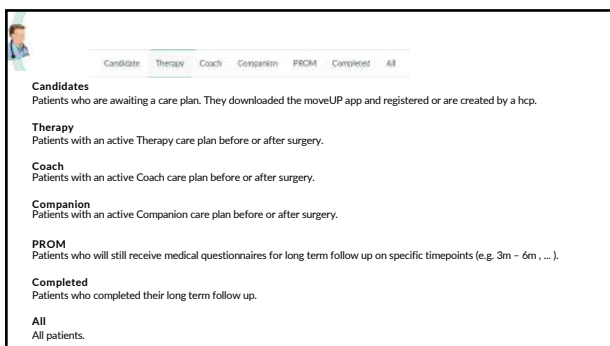 Candidate Therapy Coach Companion PROM Completed All
Candidates
Patients who are awaiting a care plan. They downloaded the moveUP app and registered or are created by a hcp.
Therapy
Patients with an active Therapy care plan before or after surgery.
Coach
Patients with an active Coach care plan before or after surgery.
Companion
Patients with an active Companion care plan before or after surgery.
PROM
Patients who will still receive medical questionnaires for long term follow up on specific timepoints (e.g. 3m – 6m , ... ).
Completed
Patients who completed their long term follow up.
All
All patients.